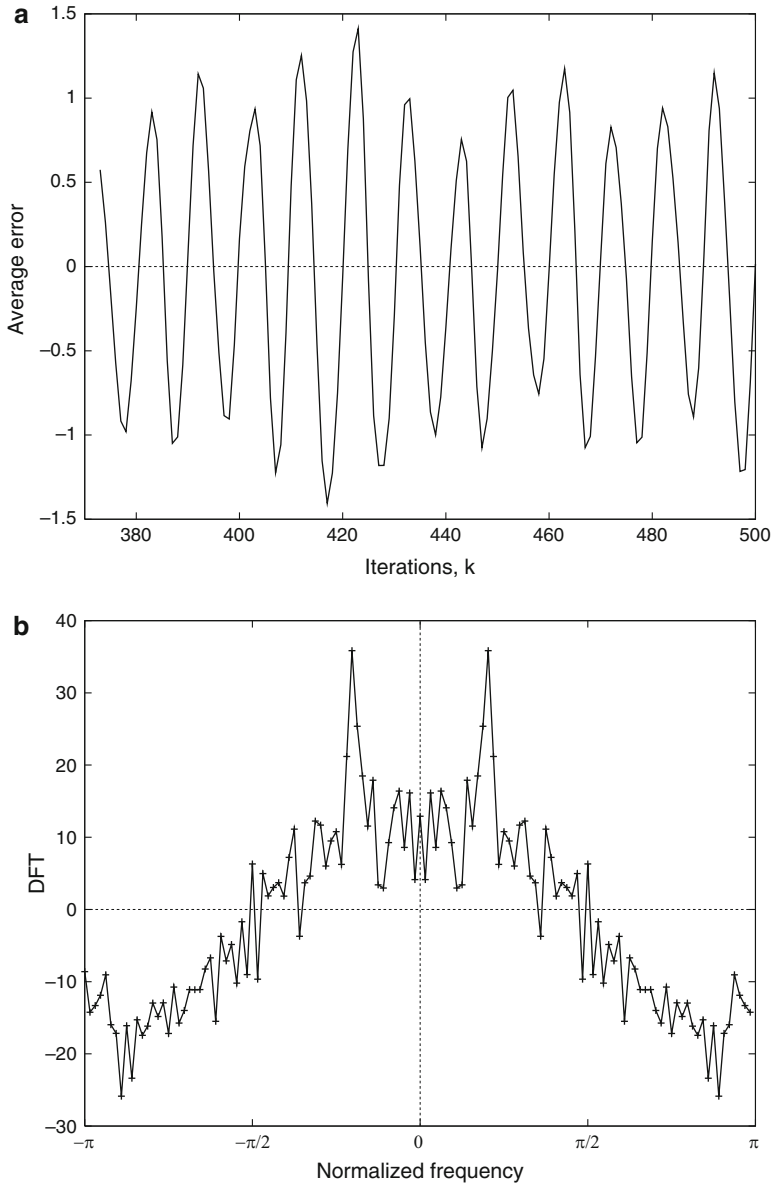 a
1.5
1
0.5
0
−0.5
−1
−1.5
Average error
380 400 420 440 460 480 500
Iterations, k
b
40
30
20
10
0
−10
−20
−30
DFT
−π −π/2 0 π/2 π
Normalized frequency